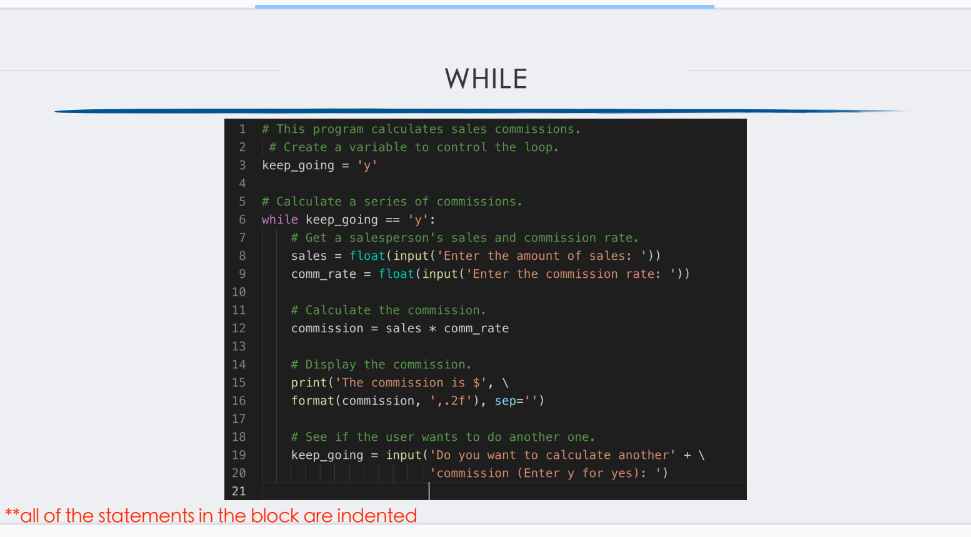 WHILE
1 # This program calculates sales commissions.
2 # Create a variable to control the loop.
3 keep_going = 'y'
4
5 # Calculate a series of commissions.
6 while keep_going == 'y':
7 # Get a salesperson's sales and commission rate.
8 sales = float(input('Enter the amount of sales: '))
9 comm_rate = float(input('Enter the commission rate: '))
10
11 # Calculate the commission.
12 commission = sales * comm_rate
13
14 # Display the commission.
15 print('The commission is $', \
16 format(commission, ',.2f'), sep='')
17
18 # See if the user wants to do another one.
19 keep_going = input('Do you want to calculate another' + \
20 'commission (Enter y for yes): ')
21
**all of the statements in the block are indented